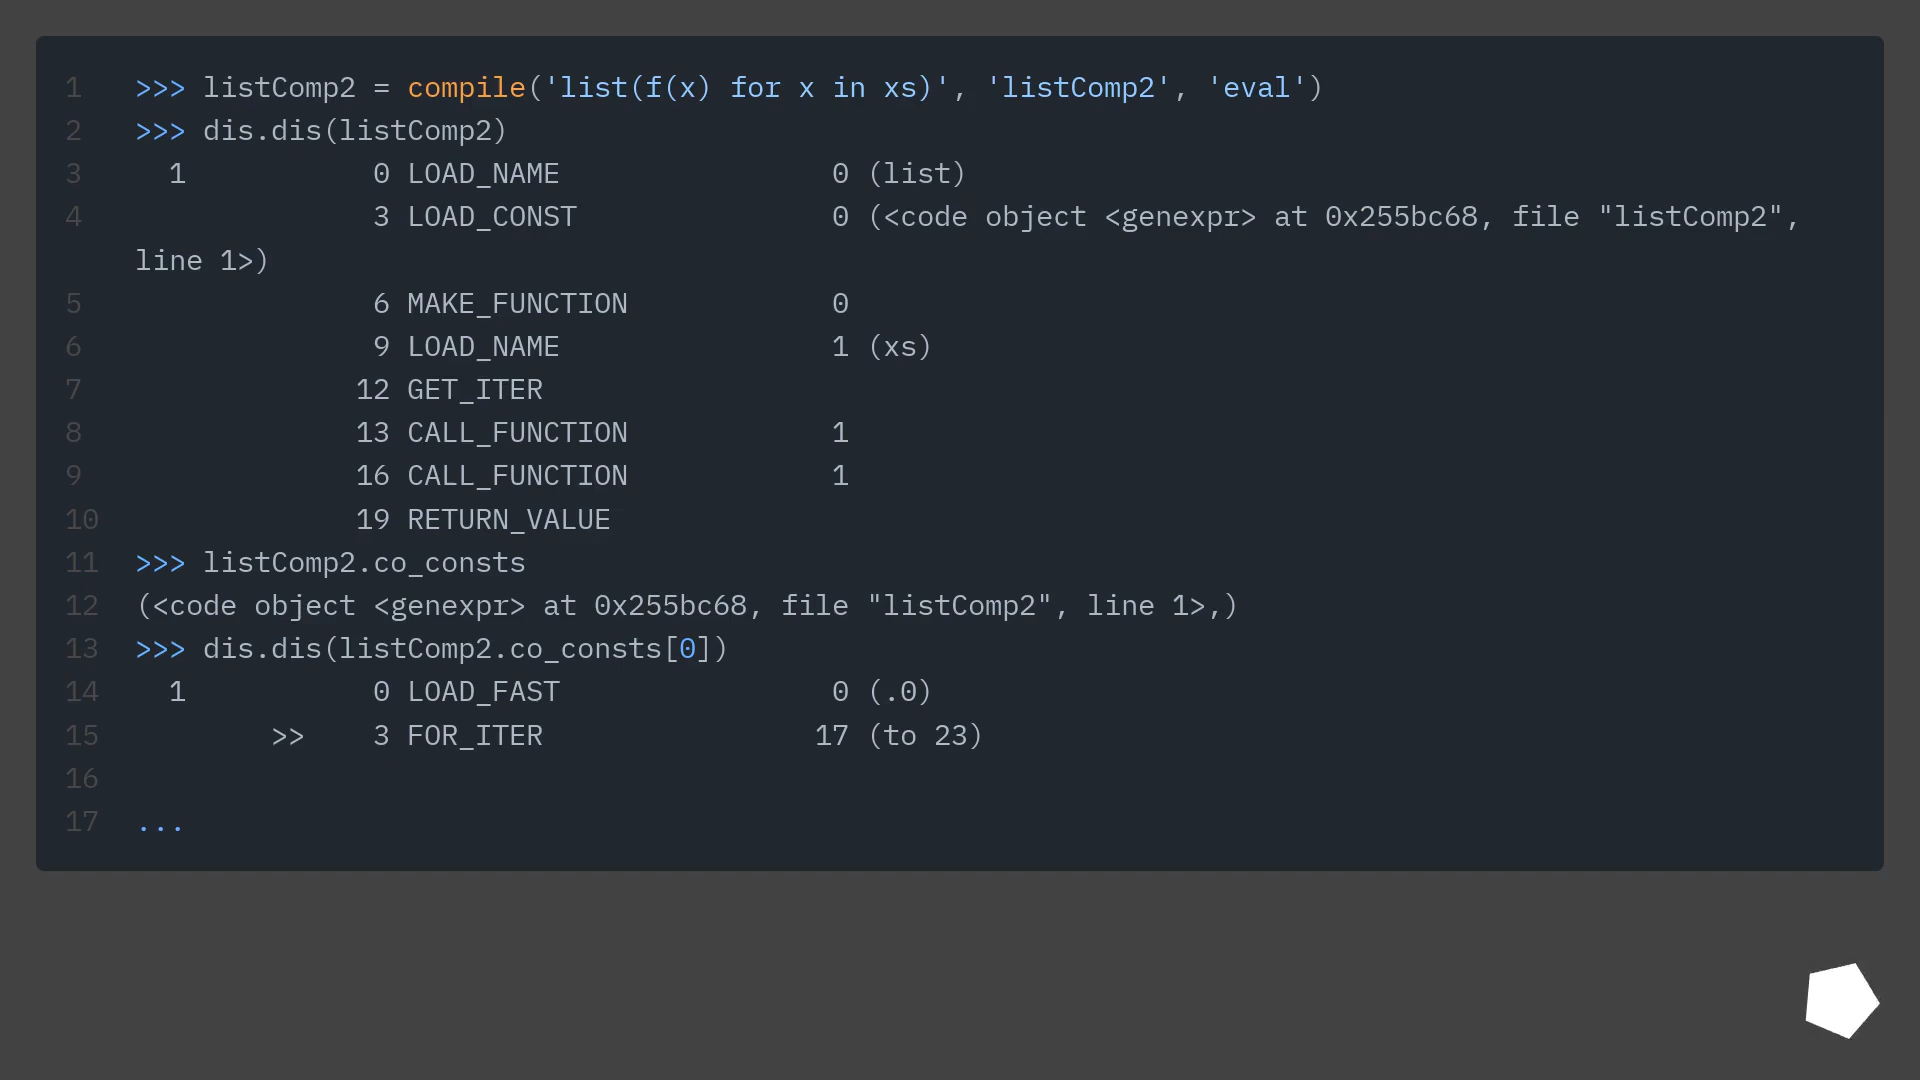 1 >>> listComp2 = compile('list(f(x) for x in xs)', 'listComp2', 'eval')
2 >>> dis.dis(listComp2)
3 1 0 LOAD_NAME 0 (list)
4 3 LOAD_CONST 0 (<code object <genexpr> at 0x255bc68, file "listComp2",
line 1>)
5 6 MAKE_FUNCTION 0
6 9 LOAD_NAME 1 (xs)
7 12 GET_ITER
8 13 CALL_FUNCTION 1
9 16 CALL_FUNCTION 1
10 19 RETURN_VALUE
11 >>> listComp2.co_consts
12 (<code object <genexpr> at 0x255bc68, file "listComp2", line 1>,)
13 >>> dis.dis(listComp2.co_consts[0])
14 1 0 LOAD_FAST 0 (.0)
15 >> 3 FOR_ITER 17 (to 23)
16
17 ...